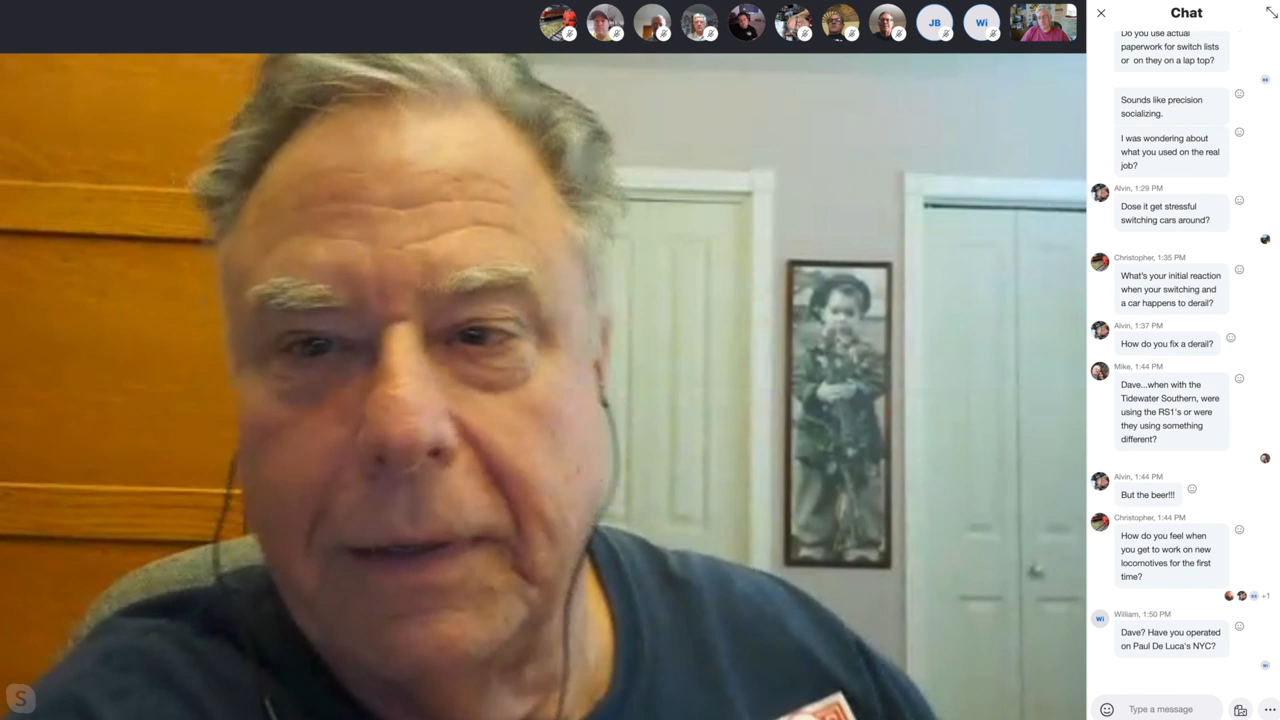 JB
Wi
Chat
Do you use actual
paperwork for switch lists
or on they on a lap top?
Sounds like precision
socializing.
I was wondering about
what you used on the real
job?
Alvin, 1:29 PM
Dose it get stressful
switching cars around?
Christopher, 1:35 PM
What's your initial reaction
when your switching and
a car happens to derail?
Alvin, 1:37 PM
How do you fix a derail?
Mike, 1:44 PM
Dave...when with the
Tidewater Southern, were
using the RS1's or were
they using something
different?
Alvin, 1:44 PM
But the beer!!!
Christopher, 1:44 PM
How do you feel when
you get to work on new
locomotives for the first
time?
+1
William, 1:50 PM
Wi
Dave? Have you operated
on Paul De Luca's NYC?
Type a message
S